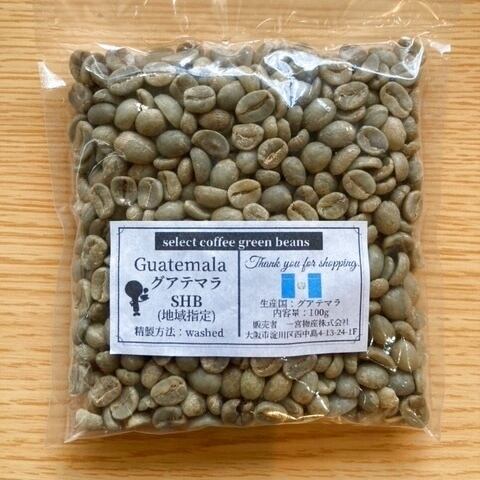 select coffee green beans
Guatemala
グアテマラ
SHB
(地域指定)
精製方法：washed
Thank you for shopping.
生産国：グアテマラ
内容量：100g
販売者　一宮物産株式会社
大阪市淀川区西中島4-13-24-1F